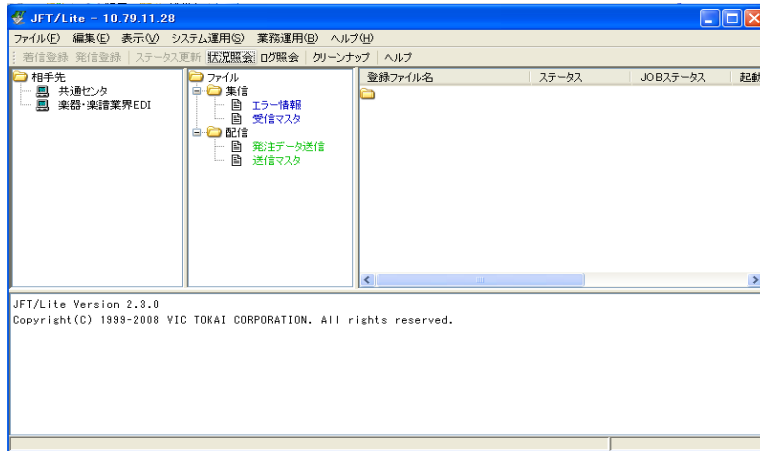 JFT/Lite - 10.79.11.28
ファイル(F) 編集(E) 表示(V) システム運用(S) 業務運用(B) ヘルプ(H)
着信登録 発信登録 ステータス更新 状況照会 ログ照会 クリーンナップ ヘルプ
相手先
共通センタ
楽器・楽譜業界EDI
ファイル
集信
エラー情報
受信マスタ
配信
発注データ送信
送信マスタ
登録ファイル名 ステータス JOBステータス 起動
JFT/Lite Version 2.3.0
Copyright(C) 1999-2008 VIC TOKAI CORPORATION. All rights reserved.